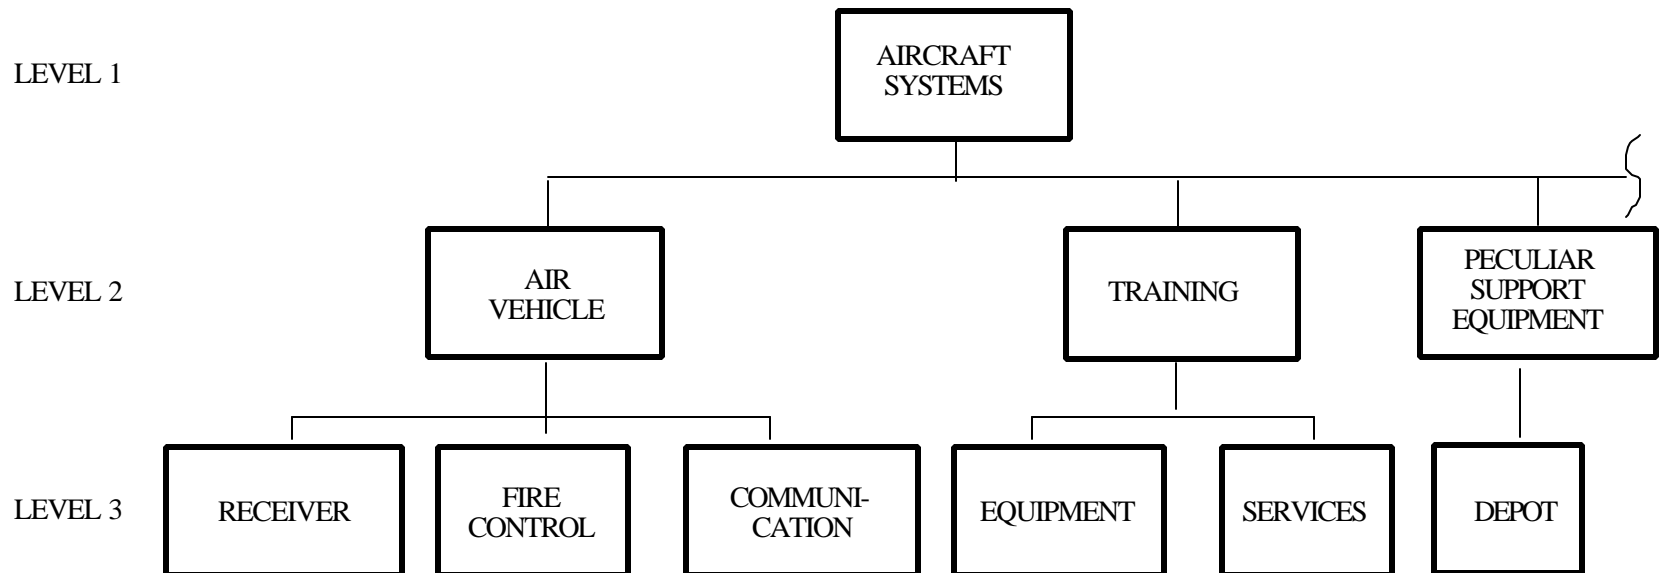 LEVEL 1
AIRCRAFT
SYSTEMS
LEVEL 2
AIR
VEHICLE
TRAINING
PECULIAR
SUPPORT
EQUIPMENT
LEVEL 3
RECEIVER
FIRE
CONTROL
COMMUNI-
CATION
EQUIPMENT
SERVICES
DEPOT